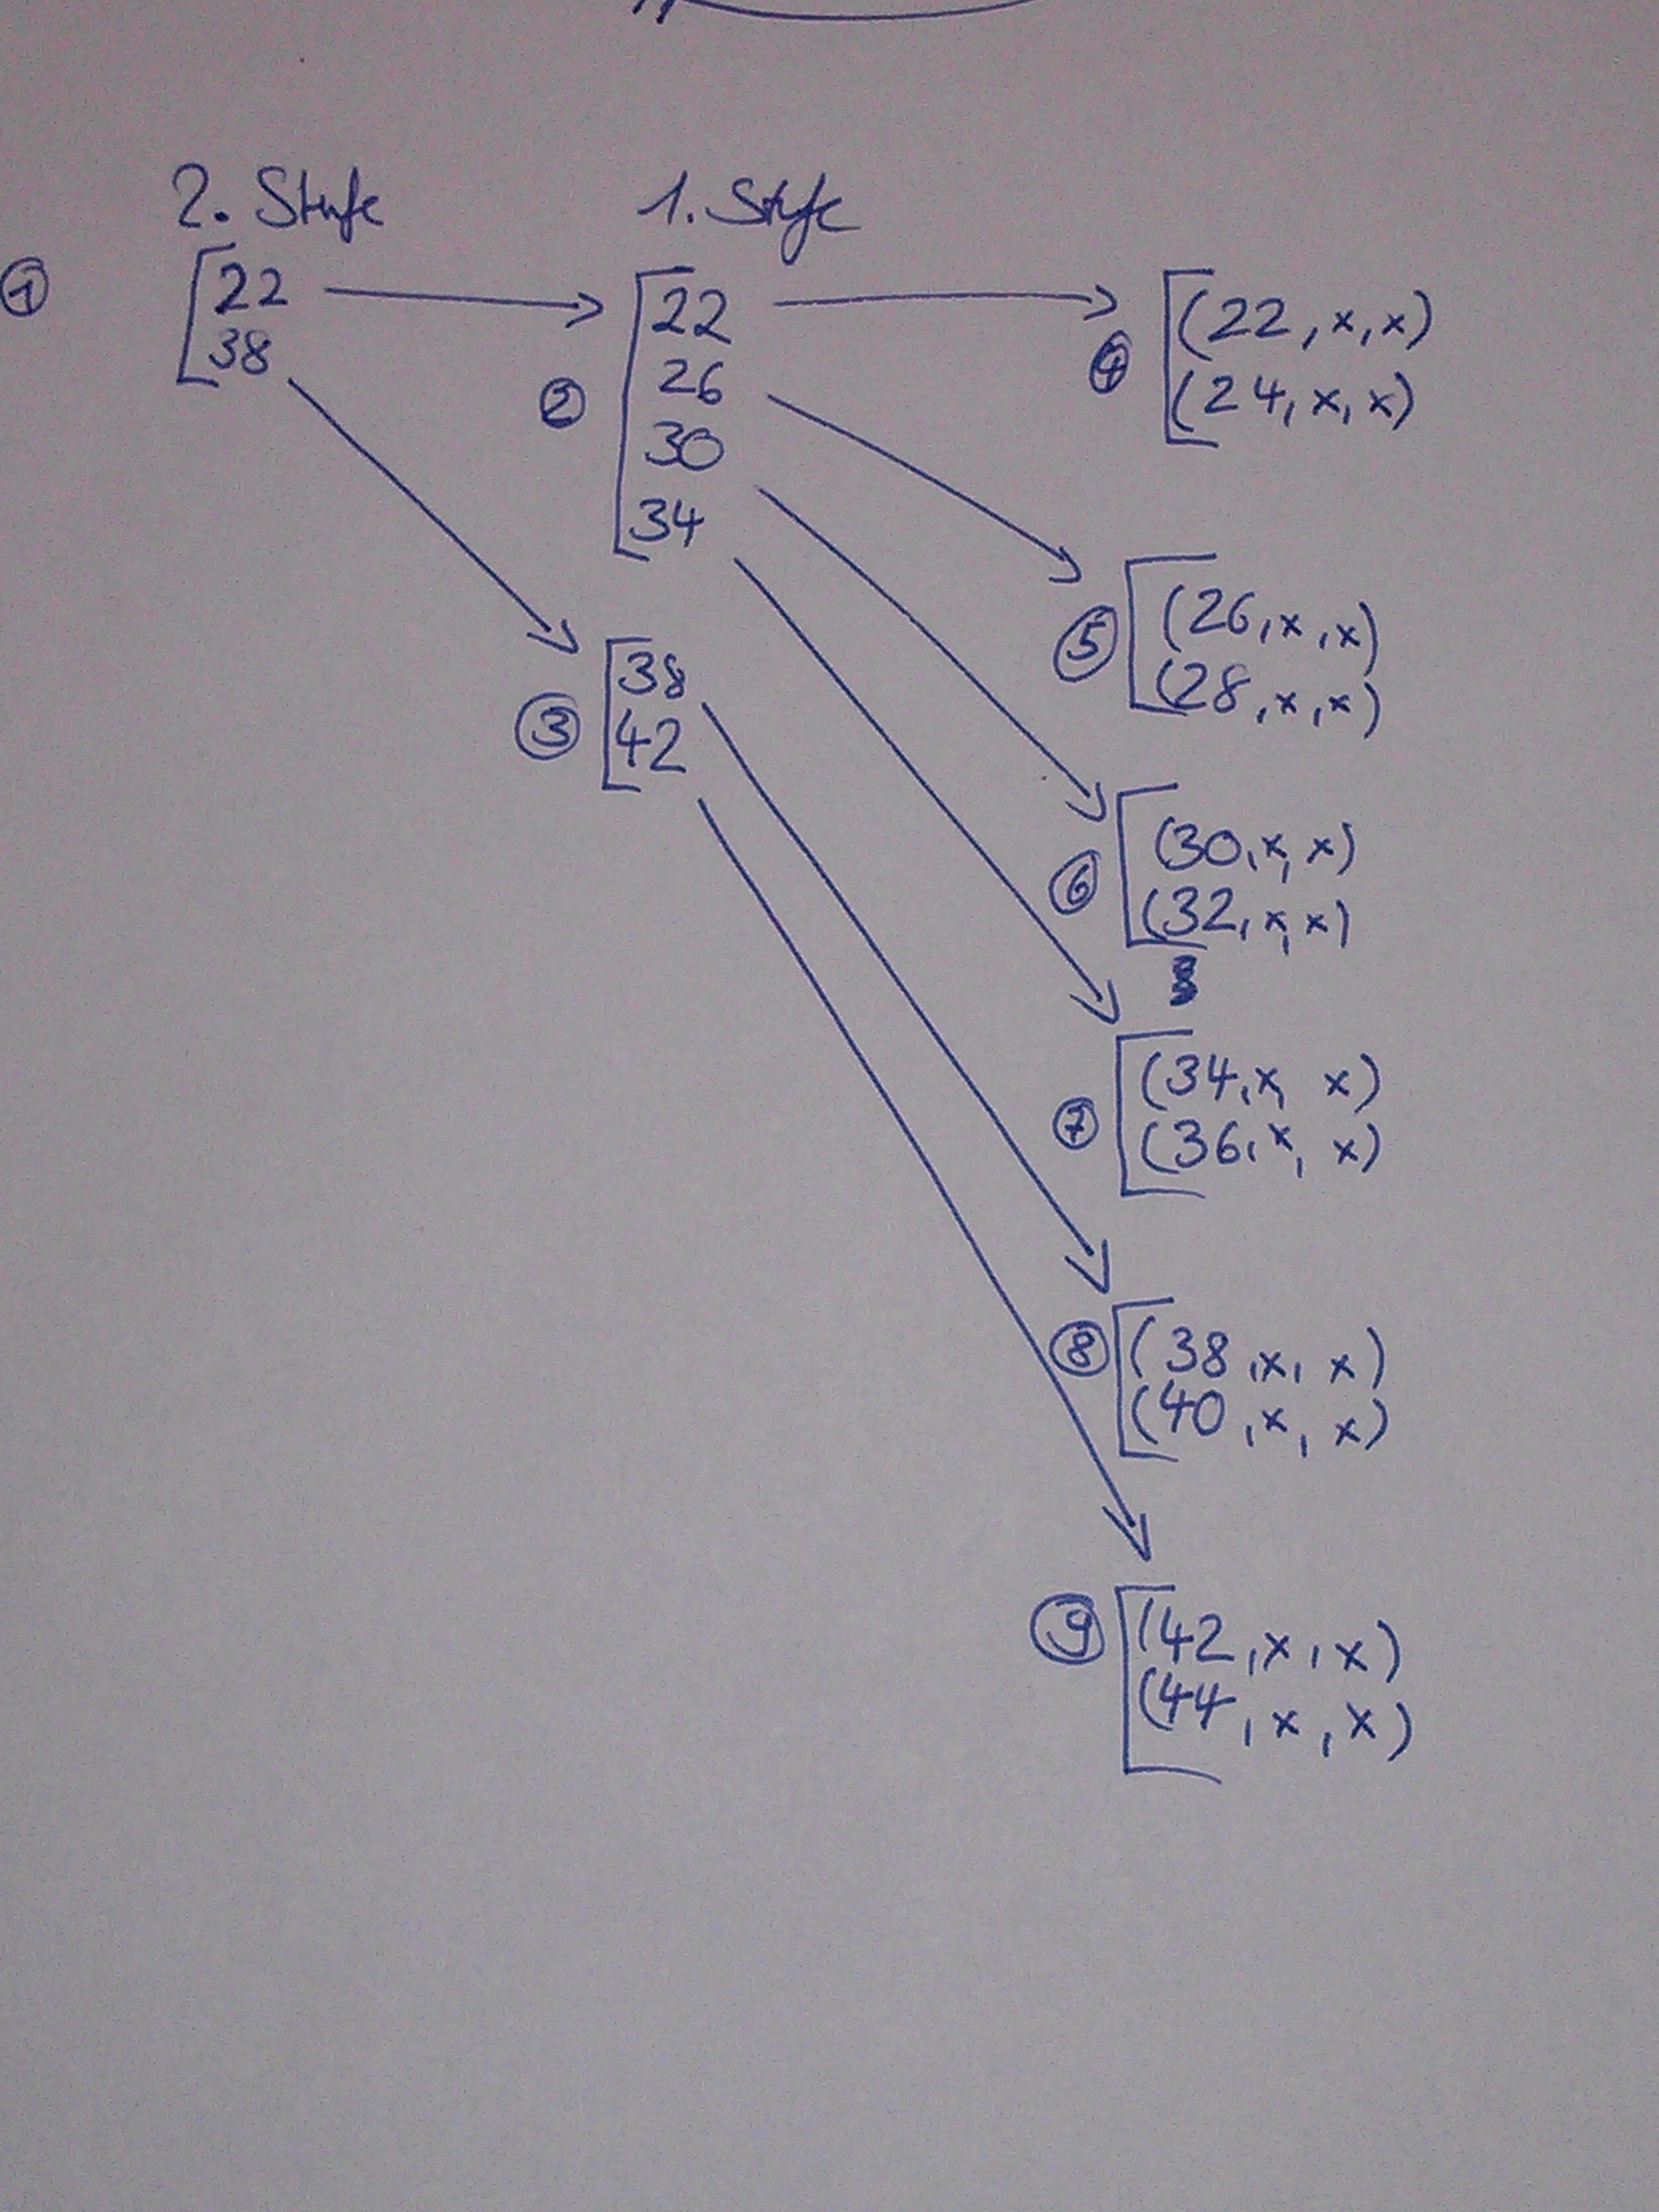 2. Stufe
1. Stufe
① 22
38
② 22
26
30
34
③ 38
42
④ (22, x, x)
(24, x, x)
⑤ (26, x, x)
(28, x, x)
⑥ (30, x, x)
(32, x, x)
⑦ (34, x, x)
(36, x, x)
⑧ (38, x, x)
(40, x, x)
⑨ (42, x, x)
(44, x, x)